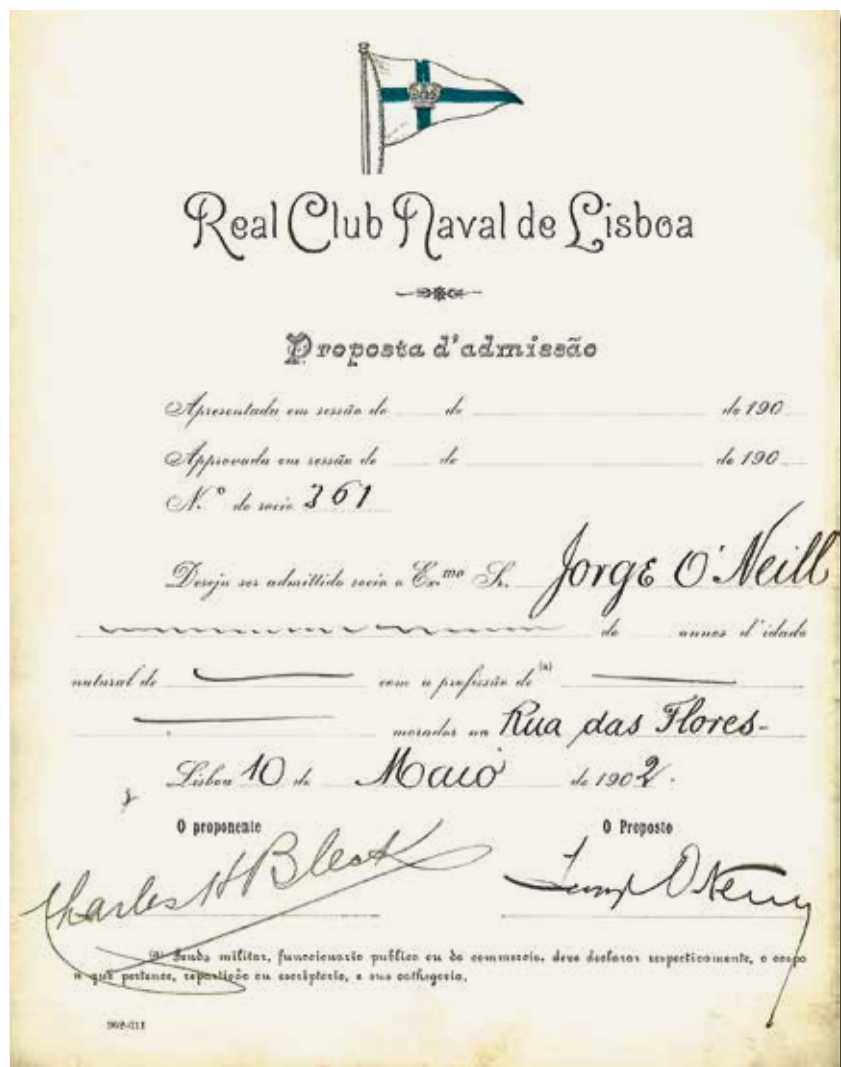 Real Club Naval de Lisboa
Proposta d'admissão
Apresentada em sessão de de de 190
Approvada em sessão de de de 190
N.º de socio 361
Deseja ser admittido socio o Ex.mo Sr. Jorge O'Neill
de annos d'idade
natural de com a profissão de (a)
morador na Rua das Flores-
Lisboa 10 de Maio de 1902.
O proponente O Proposto
Charles H Bleck Jorge O'Neill
(a) Sendo militar, funccionario publico ou do commercio, deve declarar respectivamente, o corpo
a que pertence, repartição ou escriptorio, e sua cathegoria.